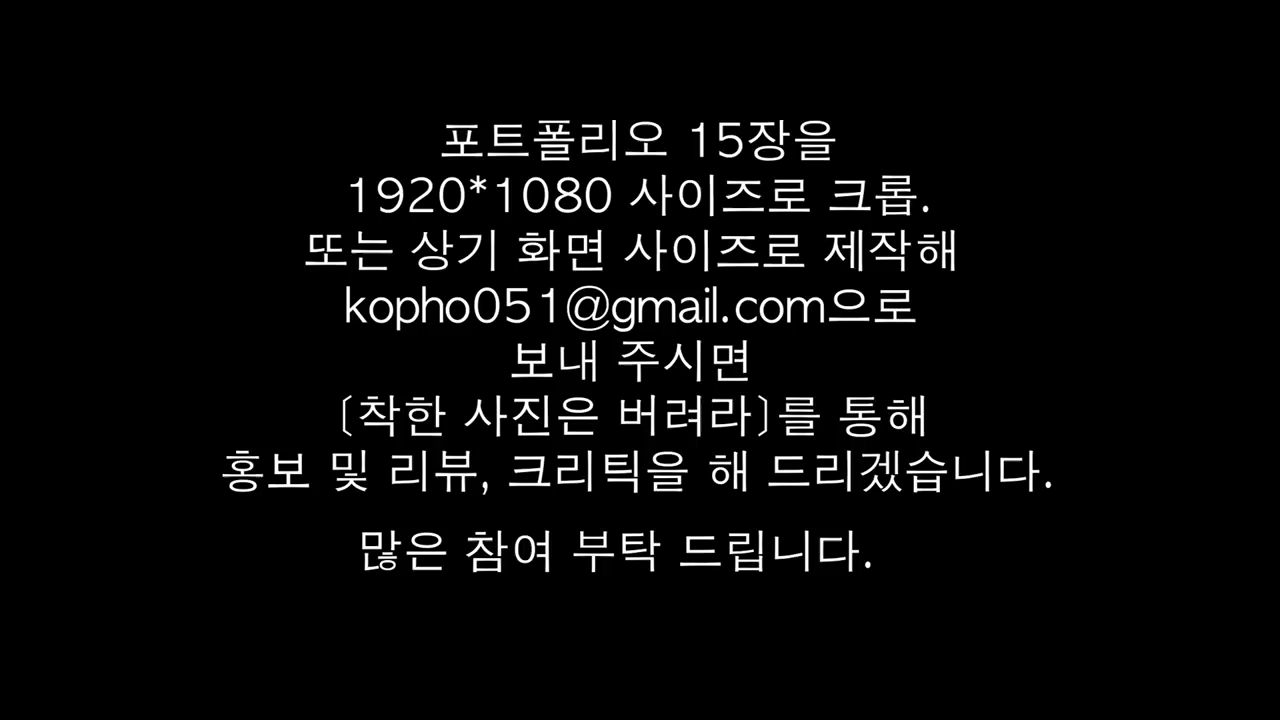 포트폴리오 15장을
1920*1080 사이즈로 크롭.
또는 상기 화면 사이즈로 제작해
kopho051@gmail.com으로
보내 주시면
〔착한 사진은 버려라〕를 통해
홍보 및 리뷰, 크리틱을 해 드리겠습니다.
많은 참여 부탁 드립니다.